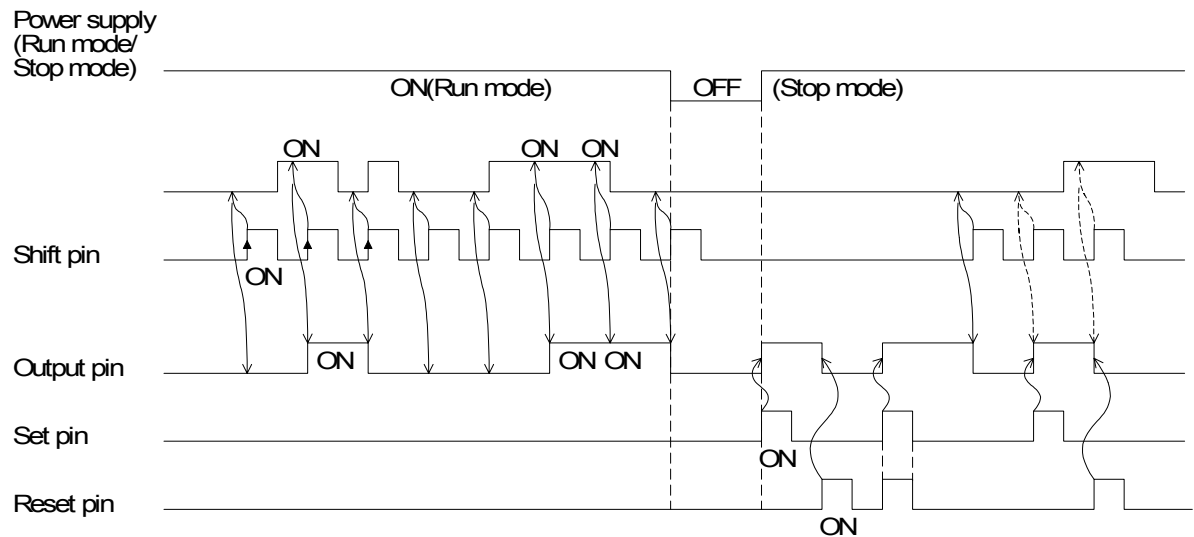 Power supply
(Run mode/
Stop mode)
ON(Run mode)
OFF
(Stop mode)
ON
ON
ON
Shift pin
ON
Output pin
ON
ON
ON
Set pin
ON
Reset pin
ON